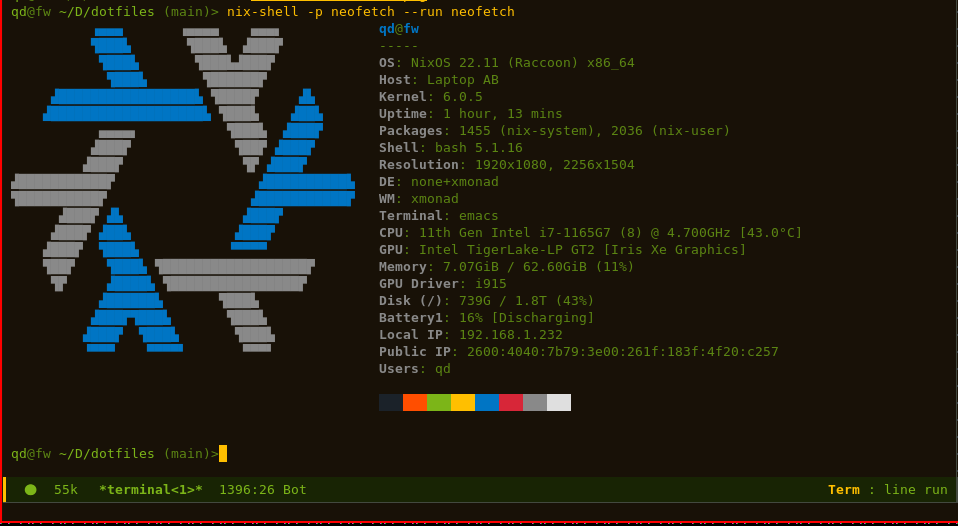 qd@fw ~/D/dotfiles (main)> nix-shell -p neofetch --run neofetch
qd@fw
-----
OS: NixOS 22.11 (Raccoon) x86_64
Host: Laptop AB
Kernel: 6.0.5
Uptime: 1 hour, 13 mins
Packages: 1455 (nix-system), 2036 (nix-user)
Shell: bash 5.1.16
Resolution: 1920x1080, 2256x1504
DE: none+xmonad
WM: xmonad
Terminal: emacs
CPU: 11th Gen Intel i7-1165G7 (8) @ 4.700GHz [43.0°C]
GPU: Intel TigerLake-LP GT2 [Iris Xe Graphics]
Memory: 7.07GiB / 62.60GiB (11%)
GPU Driver: i915
Disk (/): 739G / 1.8T (43%)
Battery1: 16% [Discharging]
Local IP: 192.168.1.232
Public IP: 2600:4040:7b79:3e00:261f:183f:4f20:c257
Users: qd
qd@fw ~/D/dotfiles (main)>
55k *terminal<1>* 1396:26 Bot Term : line run